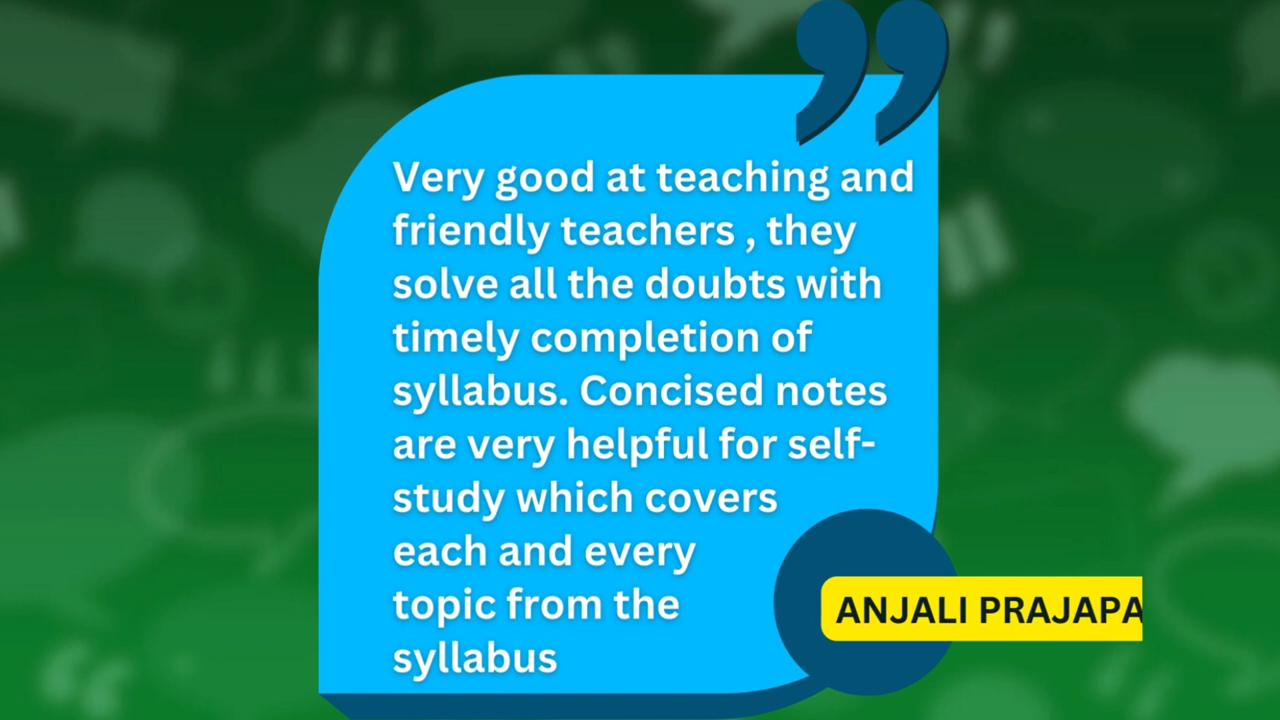 Very good at teaching and
friendly teachers , they
solve all the doubts with
timely completion of
syllabus. Concised notes
are very helpful for self-
study which covers
each and every
topic from the
syllabus
ANJALI PRAJAPA